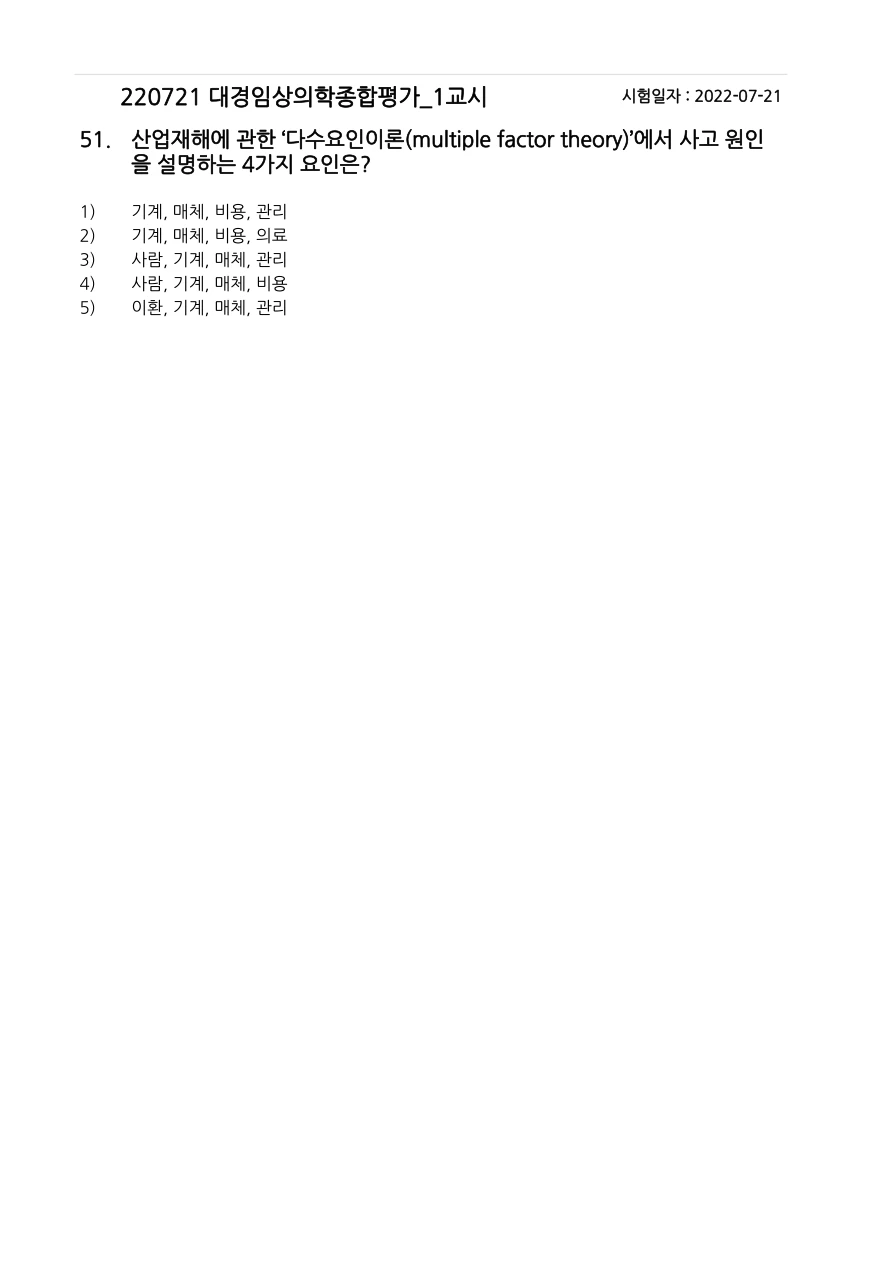 220721 대경임상의학종합평가_1교시 시험일자 : 2022-07-21
51. 산업재해에 관한 ‘다수요인이론(multiple factor theory)’에서 사고 원인
을 설명하는 4가지 요인은?
1) 기계, 매체, 비용, 관리
2) 기계, 매체, 비용, 의료
3) 사람, 기계, 매체, 관리
4) 사람, 기계, 매체, 비용
5) 이환, 기계, 매체, 관리